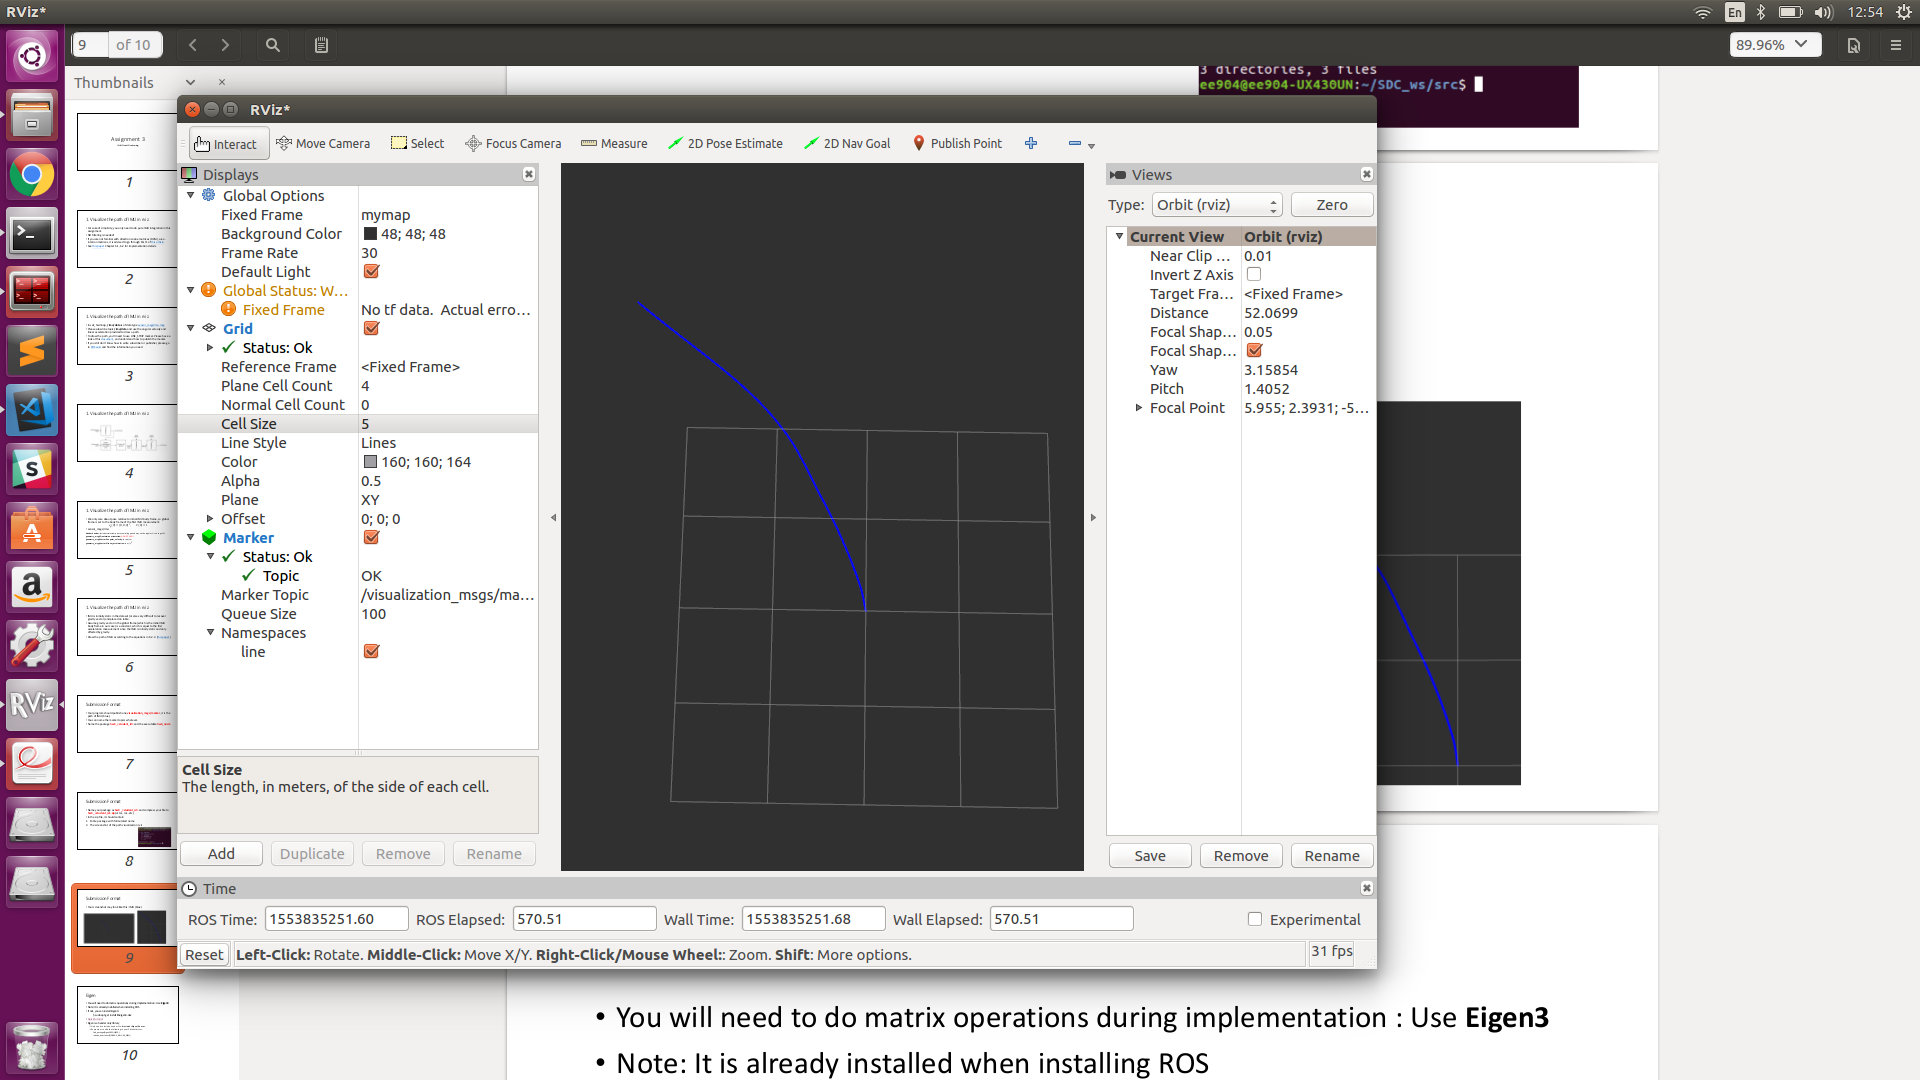 RViz*
En
12:54
9 of 10
89.96%
Thumbnails
3 directories, 3 files
ee904@ee904-UX430UN:~/SDC_ws/src$
Assignment 3
1
2
3
4
5
6
7
8
9
10
RViz*
Interact
Move Camera
Select
Focus Camera
Measure
2D Pose Estimate
2D Nav Goal
Publish Point
Displays
Global Options
Fixed Frame mymap
Background Color 48; 48; 48
Frame Rate 30
Default Light
Global Status: W...
Fixed Frame No tf data. Actual erro...
Grid
Status: Ok
Reference Frame <Fixed Frame>
Plane Cell Count 4
Normal Cell Count 0
Cell Size 5
Line Style Lines
Color 160; 160; 164
Alpha 0.5
Plane XY
Offset 0; 0; 0
Marker
Status: Ok
Topic OK
Marker Topic /visualization_msgs/ma...
Queue Size 100
Namespaces
line
Cell Size
The length, in meters, of the side of each cell.
Add Duplicate Remove Rename
Views
Type: Orbit (rviz) Zero
Current View Orbit (rviz)
Near Clip ... 0.01
Invert Z Axis
Target Fra... <Fixed Frame>
Distance 52.0699
Focal Shap... 0.05
Focal Shap...
Yaw 3.15854
Pitch 1.4052
Focal Point 5.955; 2.3931; -5...
Save Remove Rename
Time
ROS Time: 1553835251.60 ROS Elapsed: 570.51 Wall Time: 1553835251.68 Wall Elapsed: 570.51 Experimental
Reset Left-Click: Rotate. Middle-Click: Move X/Y. Right-Click/Mouse Wheel:: Zoom. Shift: More options. 31 fps
• You will need to do matrix operations during implementation : Use Eigen3
• Note: It is already installed when installing ROS